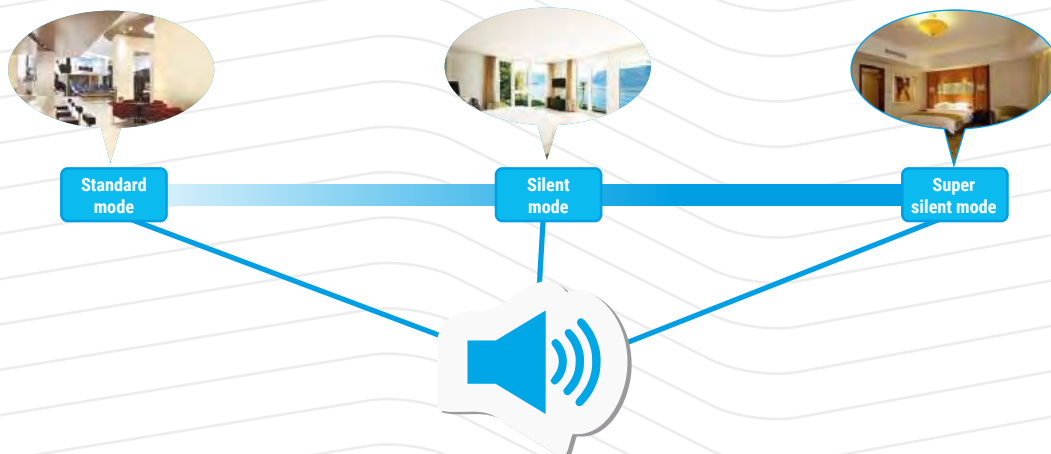 Standard
mode
Silent
mode
Super
silent mode